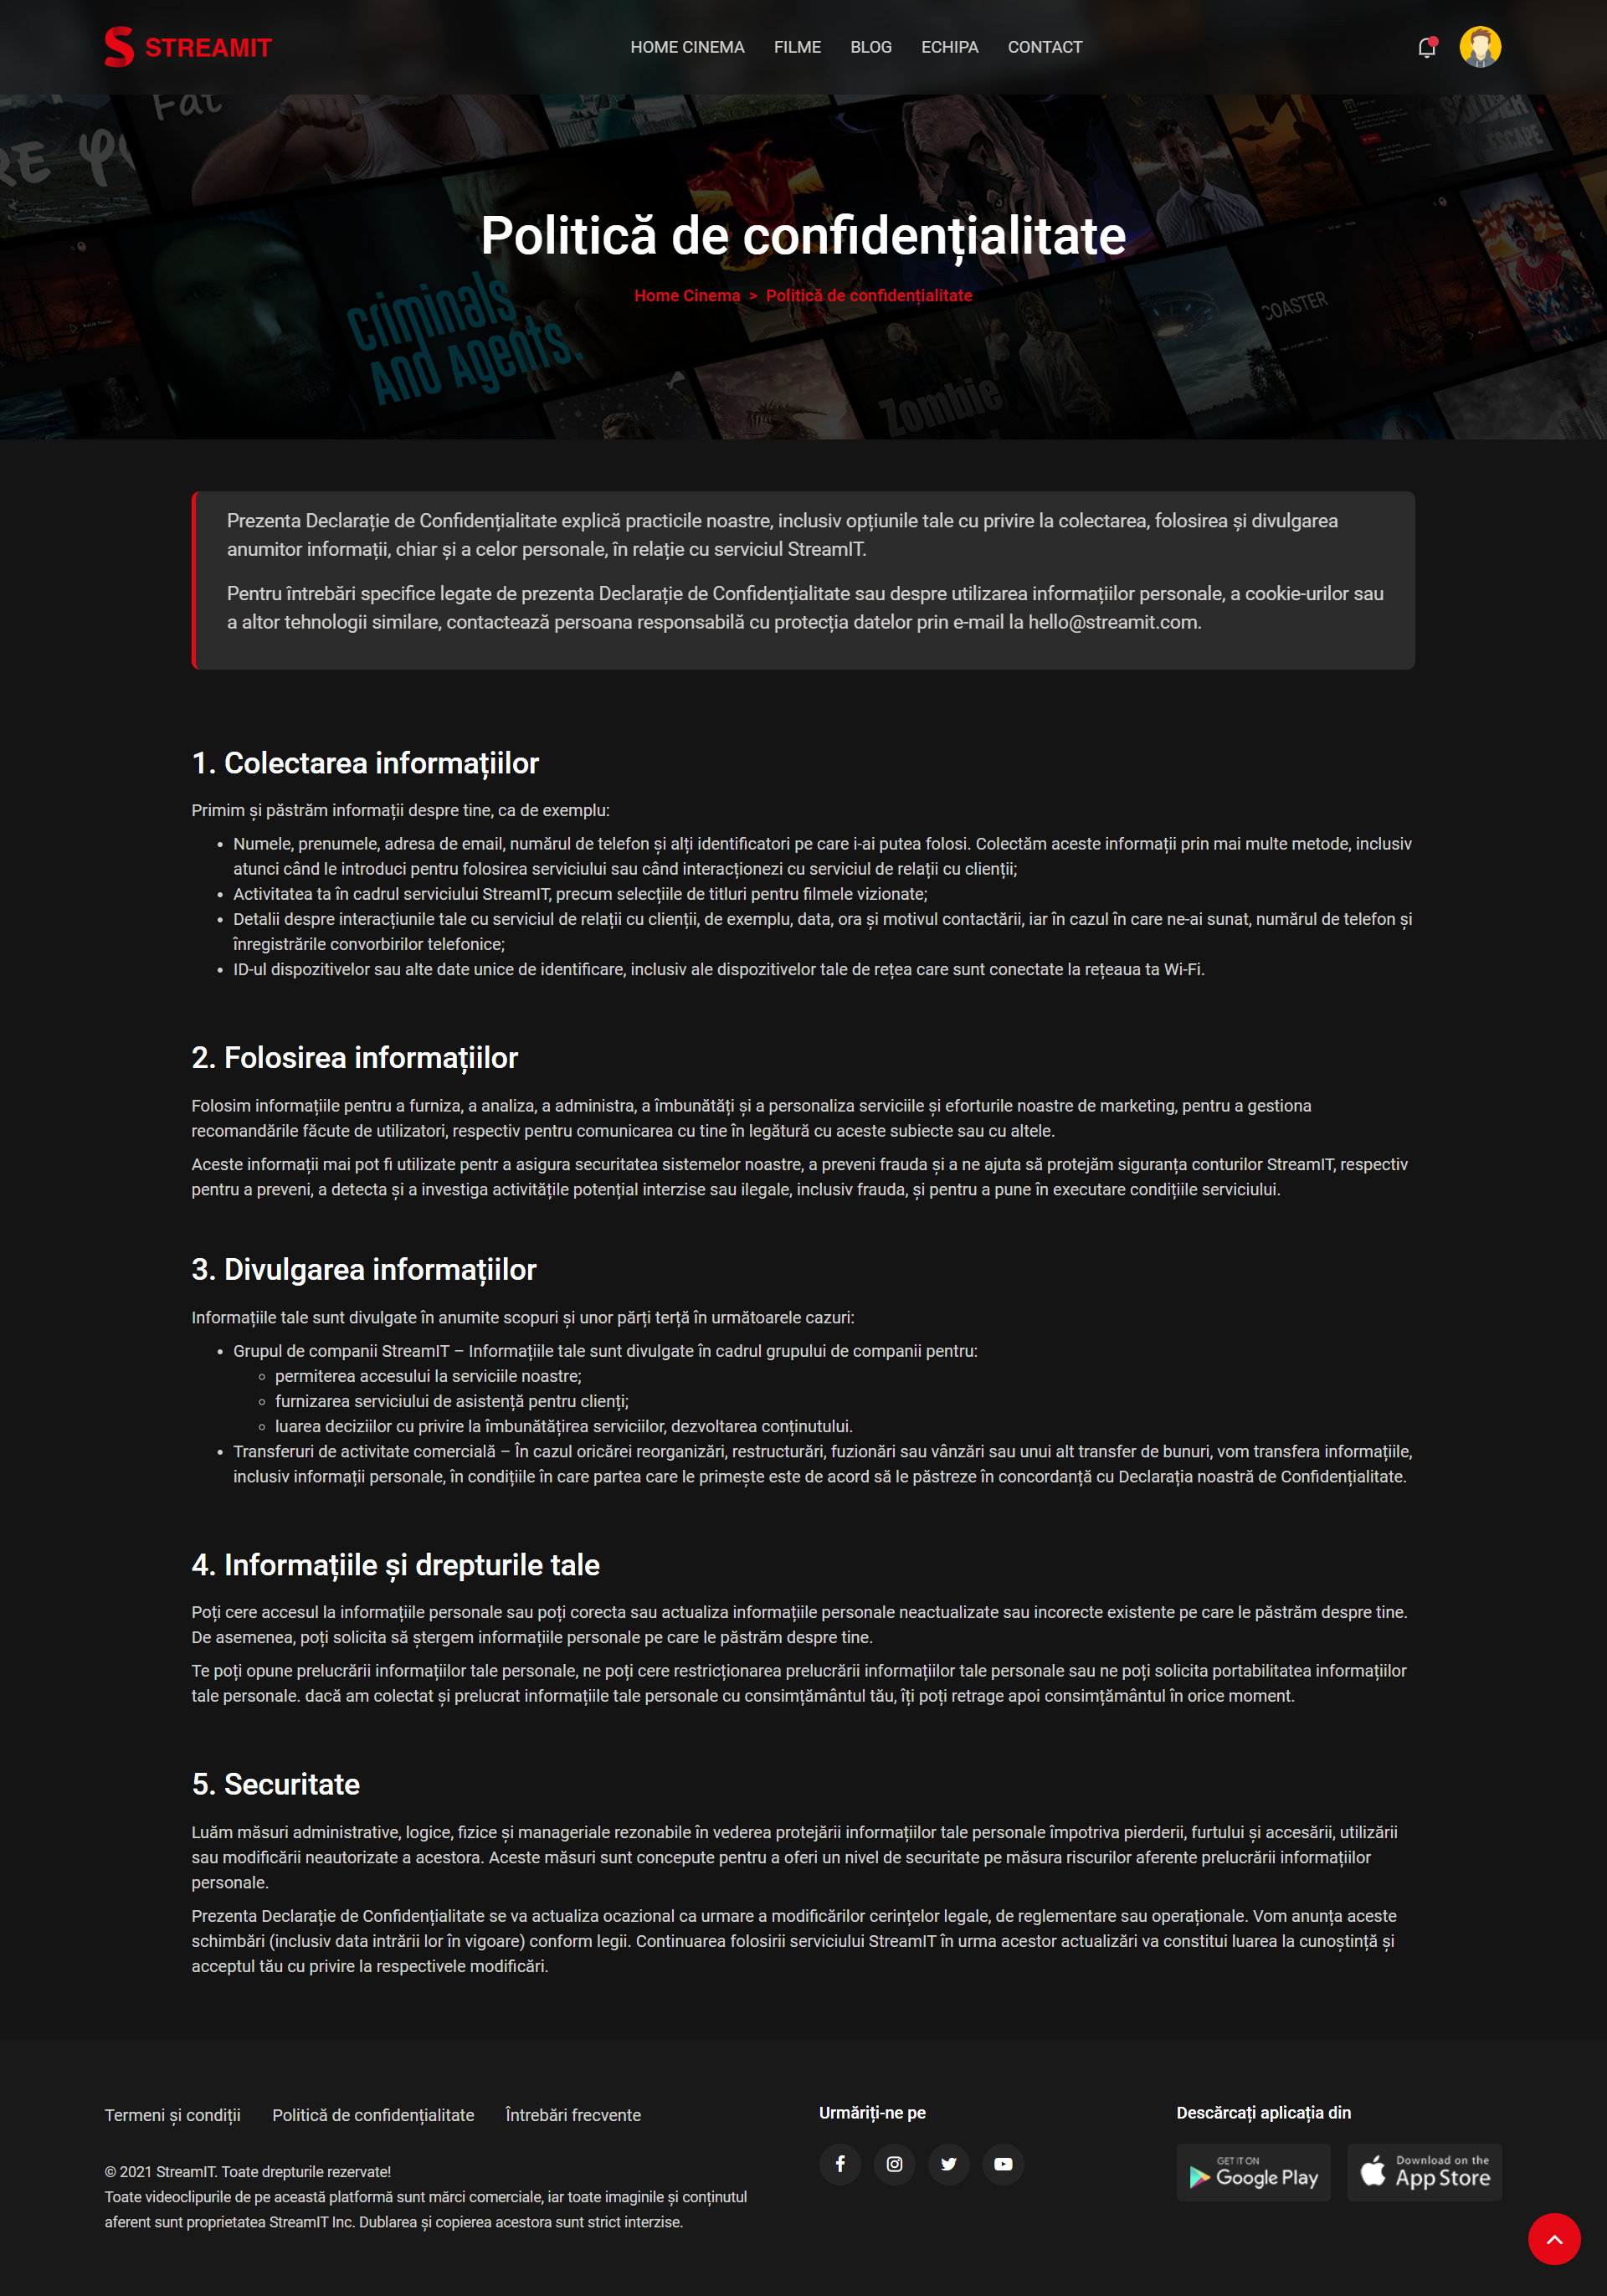 STREAMIT
HOME CINEMA FILME BLOG ECHIPA CONTACT
Fat
RE
SOLDIER
ESCAPE
Politică de confidențialitate
Home Cinema > Politică de confidențialitate
Criminals
And Agents.
COASTER
Zombie
Prezenta Declarație de Confidențialitate explică practicile noastre, inclusiv opțiunile tale cu privire la colectarea, folosirea și divulgarea
anumitor informații, chiar și a celor personale, în relație cu serviciul StreamIT.
Pentru întrebări specifice legate de prezenta Declarație de Confidențialitate sau despre utilizarea informațiilor personale, a cookie-urilor sau
a altor tehnologii similare, contactează persoana responsabilă cu protecția datelor prin e-mail la hello@streamit.com.
1. Colectarea informațiilor
Primim și păstrăm informații despre tine, ca de exemplu:
• Numele, prenumele, adresa de email, numărul de telefon și alți identificatori pe care i-ai putea folosi. Colectăm aceste informații prin mai multe metode, inclusiv
atunci când le introduci pentru folosirea serviciului sau când interacționezi cu serviciul de relații cu clienții;
• Activitatea ta în cadrul serviciului StreamIT, precum selecțiile de titluri pentru filmele vizionate;
• Detalii despre interacțiunile tale cu serviciul de relații cu clienții, de exemplu, data, ora și motivul contactării, iar în cazul în care ne-ai sunat, numărul de telefon și
înregistrările convorbirilor telefonice;
• ID-ul dispozitivelor sau alte date unice de identificare, inclusiv ale dispozitivelor tale de rețea care sunt conectate la rețeaua ta Wi-Fi.
2. Folosirea informațiilor
Folosim informațiile pentru a furniza, a analiza, a administra, a îmbunătăți și a personaliza serviciile și eforturile noastre de marketing, pentru a gestiona
recomandările făcute de utilizatori, respectiv pentru comunicarea cu tine în legătură cu aceste subiecte sau cu altele.
Aceste informații mai pot fi utilizate pentr a asigura securitatea sistemelor noastre, a preveni frauda și a ne ajuta să protejăm siguranța conturilor StreamIT, respectiv
pentru a preveni, a detecta și a investiga activitățile potențial interzise sau ilegale, inclusiv frauda, și pentru a pune în executare condițiile serviciului.
3. Divulgarea informațiilor
Informațiile tale sunt divulgate în anumite scopuri și unor părți terță în următoarele cazuri:
• Grupul de companii StreamIT – Informațiile tale sunt divulgate în cadrul grupului de companii pentru:
◦ permiterea accesului la serviciile noastre;
◦ furnizarea serviciului de asistență pentru clienți;
◦ luarea deciziilor cu privire la îmbunătățirea serviciilor, dezvoltarea conținutului.
• Transferuri de activitate comercială – În cazul oricărei reorganizări, restructurări, fuzionări sau vânzări sau unui alt transfer de bunuri, vom transfera informațiile,
inclusiv informații personale, în condițiile în care partea care le primește este de acord să le păstreze în concordanță cu Declarația noastră de Confidențialitate.
4. Informațiile și drepturile tale
Poți cere accesul la informațiile personale sau poți corecta sau actualiza informațiile personale neactualizate sau incorecte existente pe care le păstrăm despre tine.
De asemenea, poți solicita să ștergem informațiile personale pe care le păstrăm despre tine.
Te poți opune prelucrării informațiilor tale personale, ne poți cere restricționarea prelucrării informațiilor tale personale sau ne poți solicita portabilitatea informațiilor
tale personale. dacă am colectat și prelucrat informațiile tale personale cu consimțământul tău, îți poți retrage apoi consimțământul în orice moment.
5. Securitate
Luăm măsuri administrative, logice, fizice și manageriale rezonabile în vederea protejării informațiilor tale personale împotriva pierderii, furtului și accesării, utilizării
sau modificării neautorizate a acestora. Aceste măsuri sunt concepute pentru a oferi un nivel de securitate pe măsura riscurilor aferente prelucrării informațiilor
personale.
Prezenta Declarație de Confidențialitate se va actualiza ocazional ca urmare a modificărilor cerințelor legale, de reglementare sau operaționale. Vom anunța aceste
schimbări (inclusiv data intrării lor în vigoare) conform legii. Continuarea folosirii serviciului StreamIT în urma acestor actualizări va constitui luarea la cunoștință și
acceptul tău cu privire la respectivele modificări.
Termeni și condiții Politică de confidențialitate Întrebări frecvente
© 2021 StreamIT. Toate drepturile rezervate!
Toate videoclipurile de pe această platformă sunt mărci comerciale, iar toate imaginile și conținutul
aferent sunt proprietatea StreamIT Inc. Dublarea și copierea acestora sunt strict interzise.
Urmăriți-ne pe
Descărcați aplicația din
GET IT ON
Google Play
Download on the
App Store